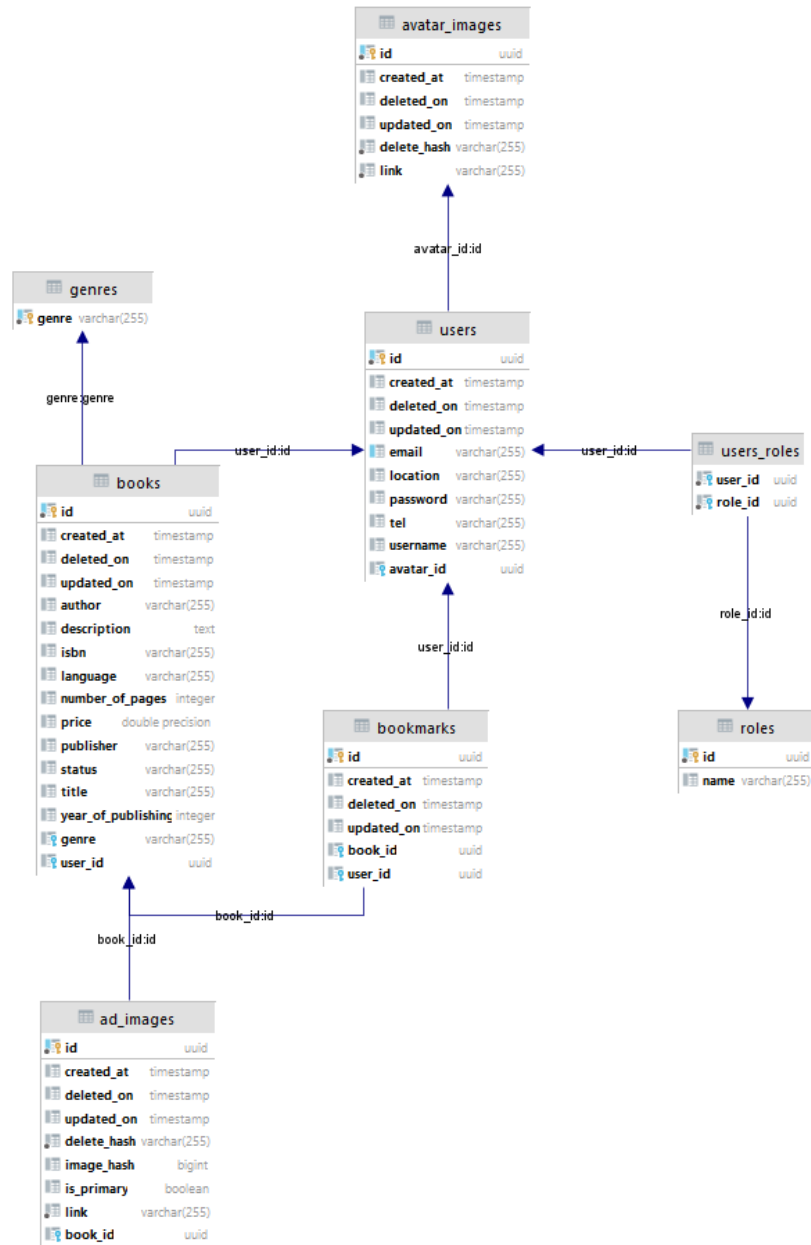 avatar_images
id uuid
created_at timestamp
deleted_on timestamp
updated_on timestamp
delete_hash varchar(255)
link varchar(255)
avatar_id:id
genres
genre varchar(255)
genre:genre
users
id uuid
created_at timestamp
deleted_on timestamp
updated_on timestamp
email varchar(255)
location varchar(255)
password varchar(255)
tel varchar(255)
username varchar(255)
avatar_id uuid
user_id:id
user_id:id
users_roles
user_id uuid
role_id uuid
role_id:id
books
id uuid
created_at timestamp
deleted_on timestamp
updated_on timestamp
author varchar(255)
description text
isbn varchar(255)
language varchar(255)
number_of_pages integer
price double precision
publisher varchar(255)
status varchar(255)
title varchar(255)
year_of_publishing integer
genre varchar(255)
user_id uuid
user_id:id
bookmarks
id uuid
created_at timestamp
deleted_on timestamp
updated_on timestamp
book_id uuid
user_id uuid
roles
id uuid
name varchar(255)
book_id:id
book_id:id
ad_images
id uuid
created_at timestamp
deleted_on timestamp
updated_on timestamp
delete_hash varchar(255)
image_hash bigint
is_primary boolean
link varchar(255)
book_id uuid